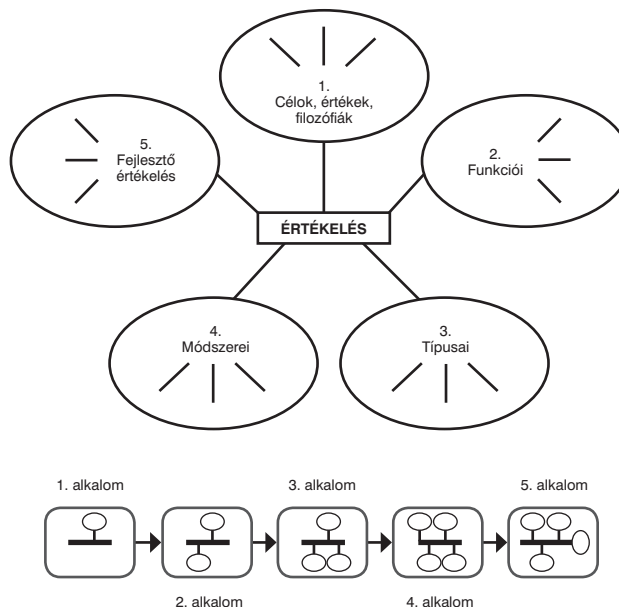 1.
Célok, értékek,
filozófiák
5.
Fejlesztő
értékelés
2.
Funkciói
ÉRTÉKELÉS
4.
Módszerei
3.
Típusai
1. alkalom
3. alkalom
5. alkalom
2. alkalom
4. alkalom